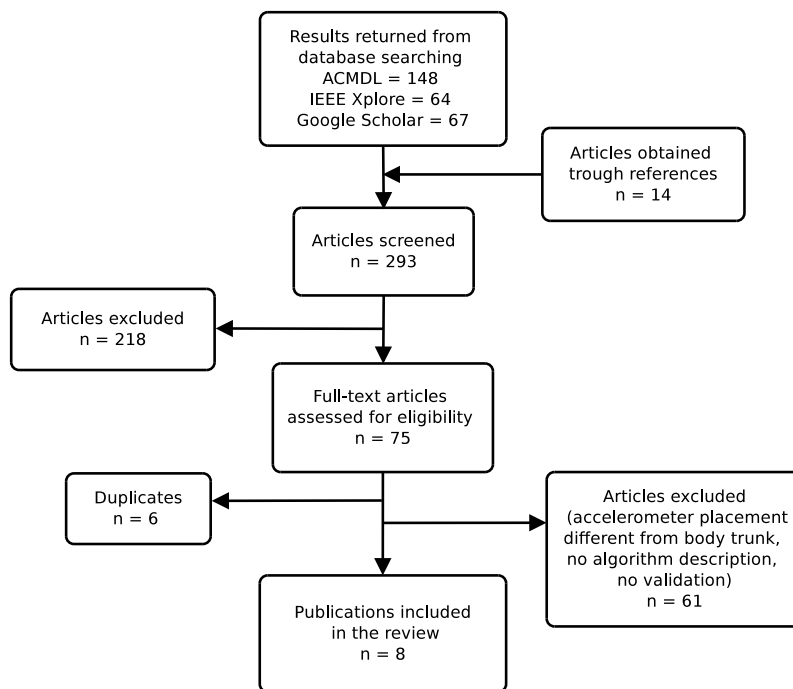 Results returned from
database searching
ACMDL = 148
IEEE Xplore = 64
Google Scholar = 67
Articles obtained
trough references
n = 14
Articles screened
n = 293
Articles excluded
n = 218
Full-text articles
assessed for eligibility
n = 75
Duplicates
n = 6
Articles excluded
(accelerometer placement
different from body trunk,
no algorithm description,
no validation)
n = 61
Publications included
in the review
n = 8